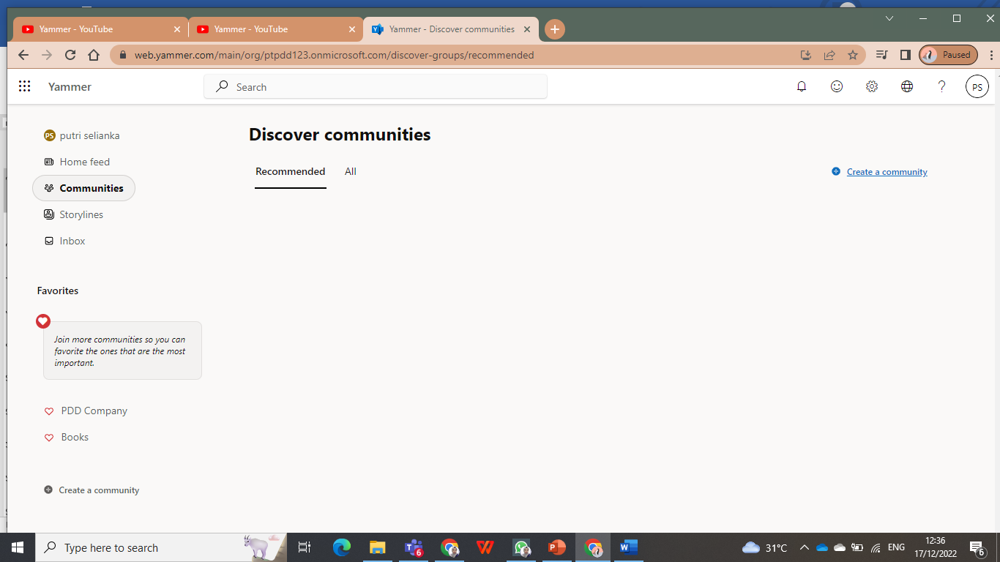 Yammer - YouTube
Yammer - YouTube
Yammer - Discover communities
web.yammer.com/main/org/ptpdd123.onmicrosoft.com/discover-groups/recommended
Paused
Yammer
Search
PS
PS putri selianka
Home feed
Communities
Storylines
Inbox
Favorites
Join more communities so you can
favorite the ones that are the most
important.
PDD Company
Books
Create a community
Discover communities
Recommended
All
Create a community
Type here to search
6
31°C
ENG
12:36
17/12/2022
6